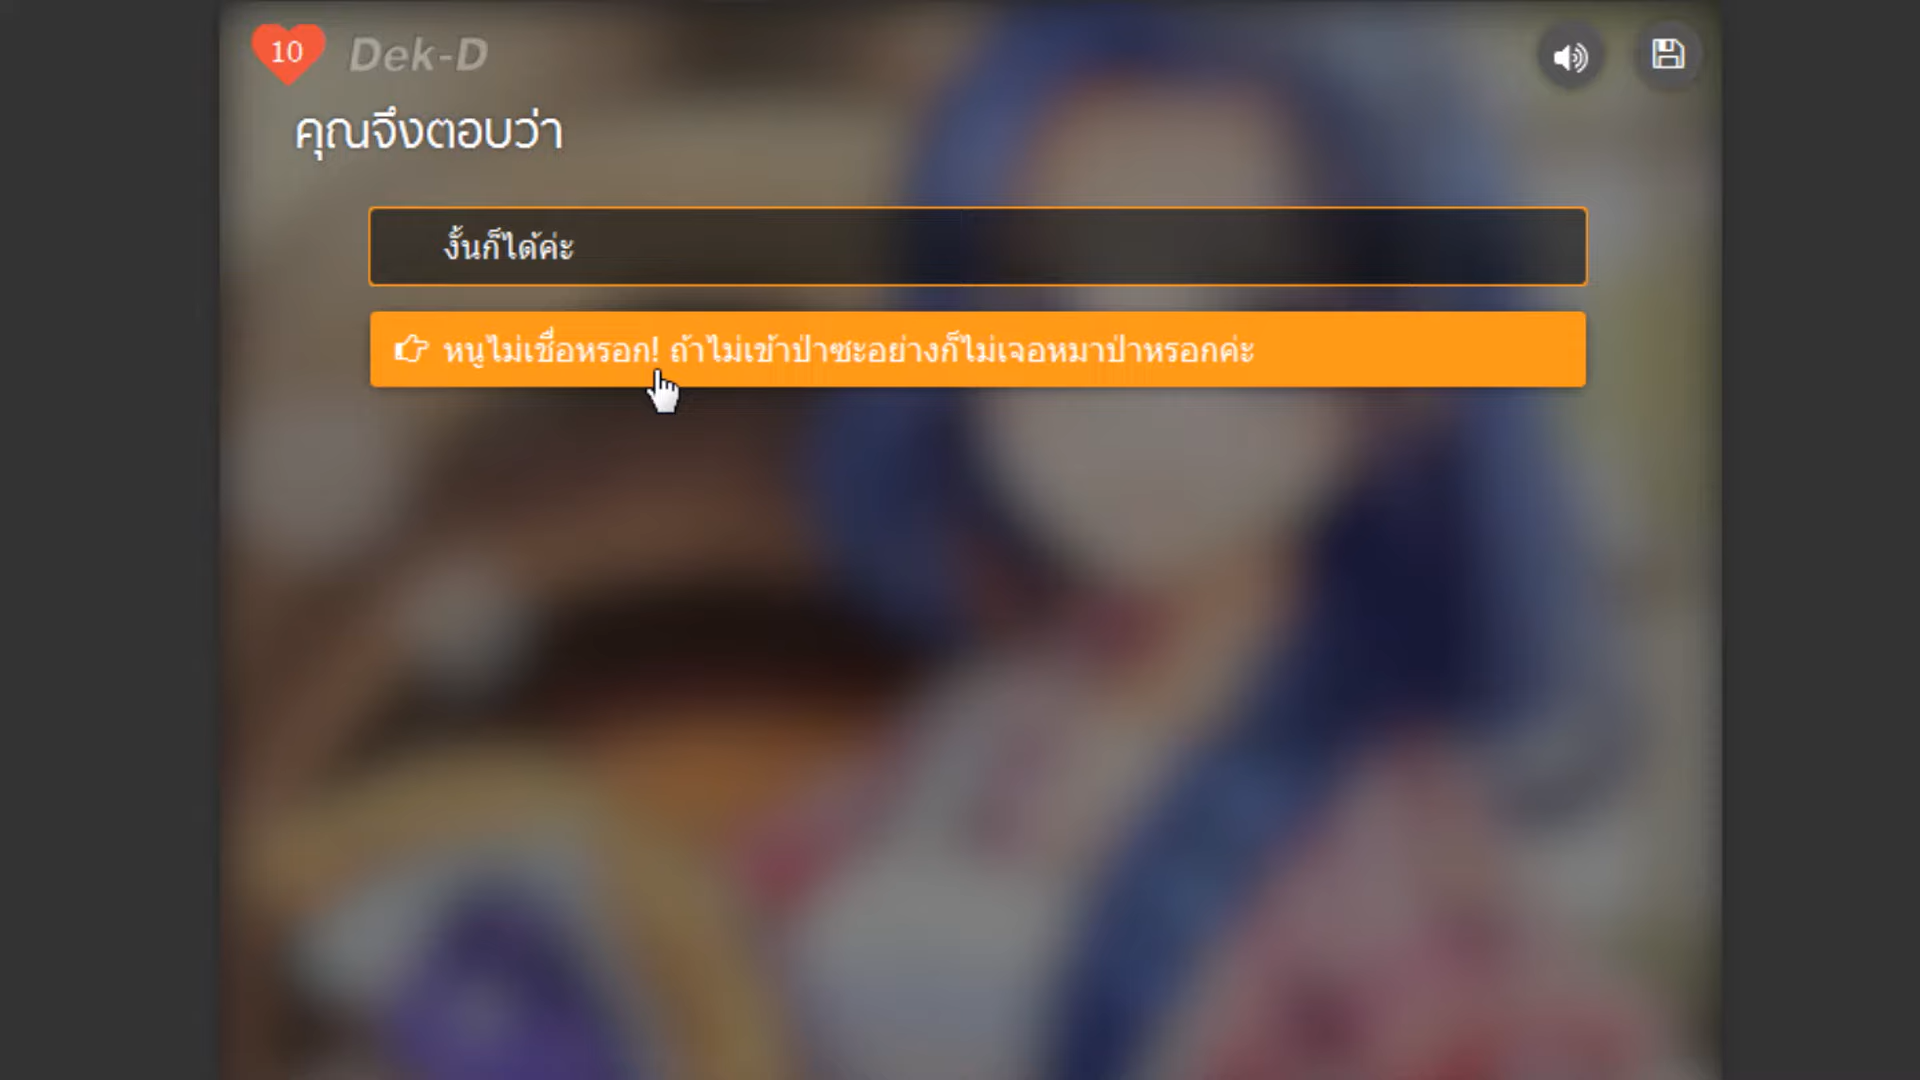 10 Dek-D
คุณจึงตอบว่า
งั้นก็ได้ค่ะ
หนูไม่เชื่อหรอก! ถ้าไม่เข้าป่าซะอย่างก็ไม่เจอหมาป่าหรอกค่ะ